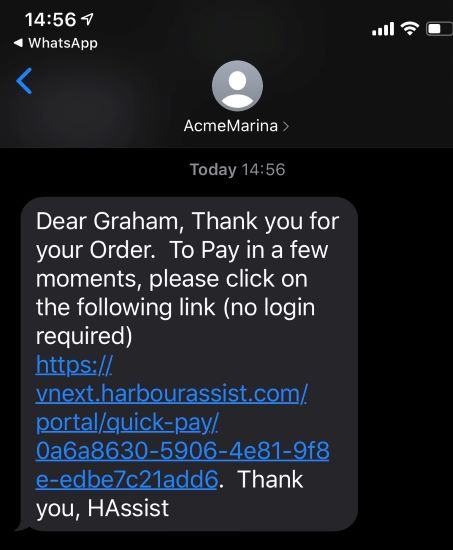 14:56
◀ WhatsApp
AcmeMarina >
Today 14:56
Dear Graham, Thank you for
your Order.  To Pay in a few
moments, please click on
the following link (no login
required)
https://
vnext.harbourassist.com/
portal/quick-pay/
0a6a8630-5906-4e81-9f8
e-edbe7c21add6.  Thank
you, HAssist